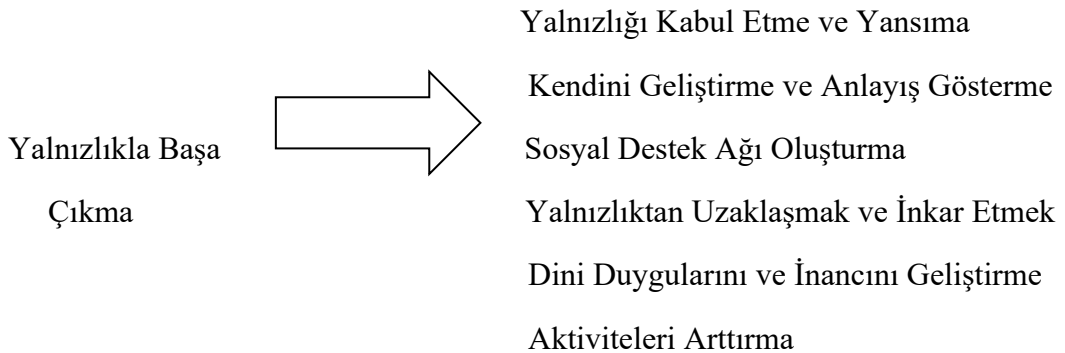 Yalnızlıkla Başa
Çıkma
Yalnızlığı Kabul Etme ve Yansıma
Kendini Geliştirme ve Anlayış Gösterme
Sosyal Destek Ağı Oluşturma
Yalnızlıktan Uzaklaşmak ve İnkar Etmek
Dini Duygularını ve İnancını Geliştirme
Aktiviteleri Arttırma